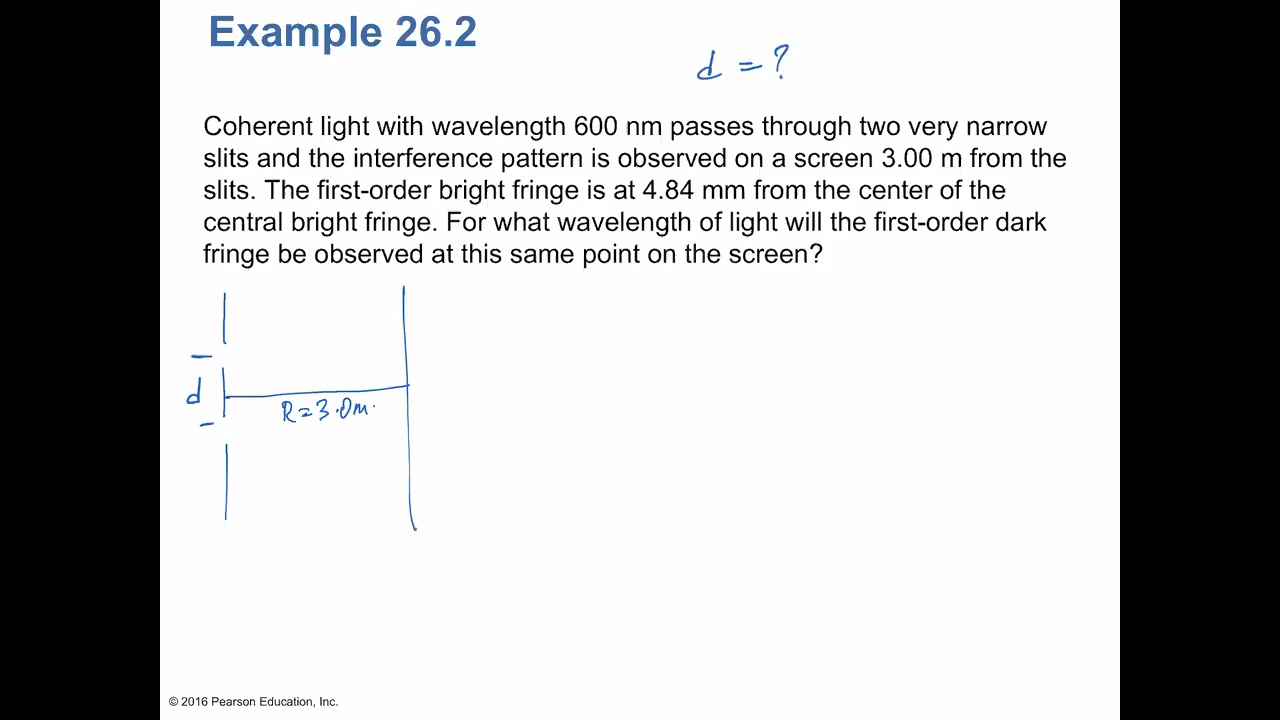 Example 26.2
d = ?
Coherent light with wavelength 600 nm passes through two very narrow
slits and the interference pattern is observed on a screen 3.00 m from the
slits. The first-order bright fringe is at 4.84 mm from the center of the
central bright fringe. For what wavelength of light will the first-order dark
fringe be observed at this same point on the screen?
d
R=3.0m.
© 2016 Pearson Education, Inc.